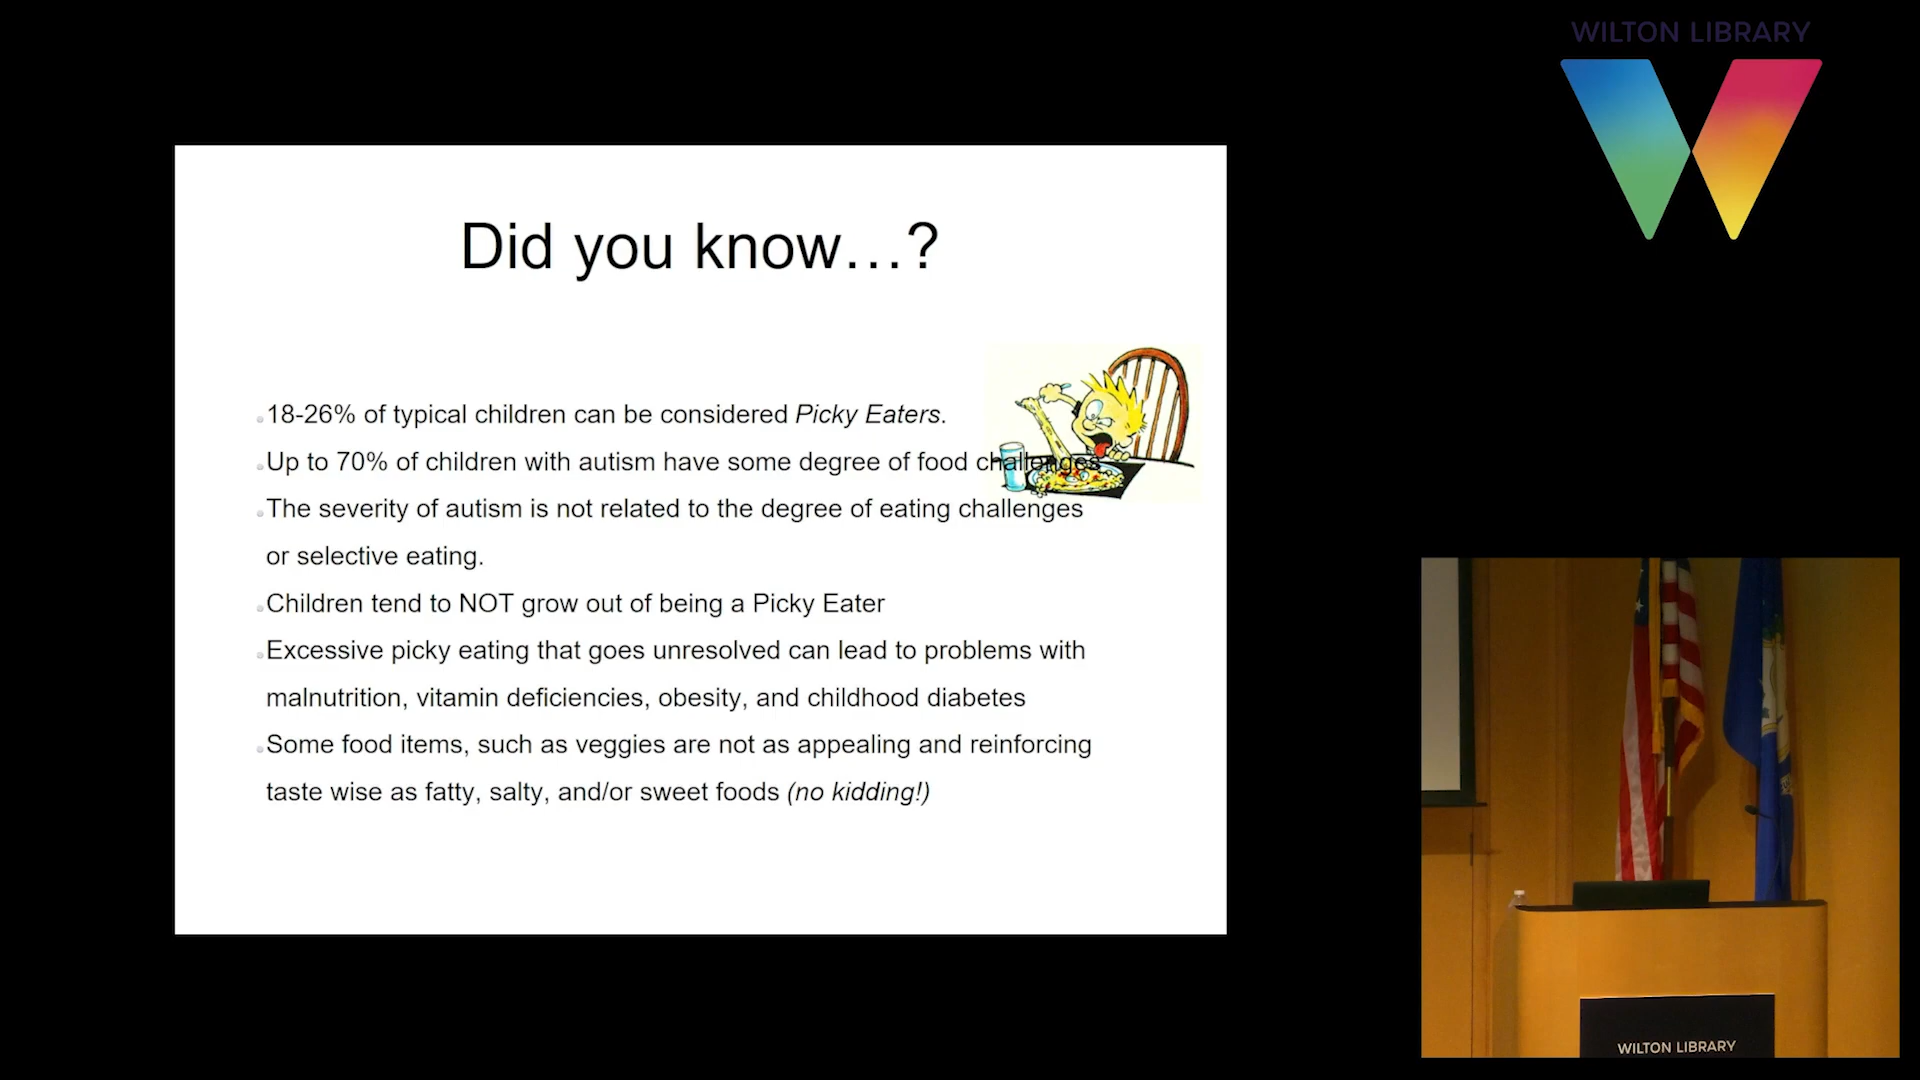 WILTON LIBRARY
Did you know…?
18-26% of typical children can be considered Picky Eaters.
Up to 70% of children with autism have some degree of food challenges
The severity of autism is not related to the degree of eating challenges
or selective eating.
Children tend to NOT grow out of being a Picky Eater
Excessive picky eating that goes unresolved can lead to problems with
malnutrition, vitamin deficiencies, obesity, and childhood diabetes
Some food items, such as veggies are not as appealing and reinforcing
taste wise as fatty, salty, and/or sweet foods (no kidding!)
WILTON LIBRARY